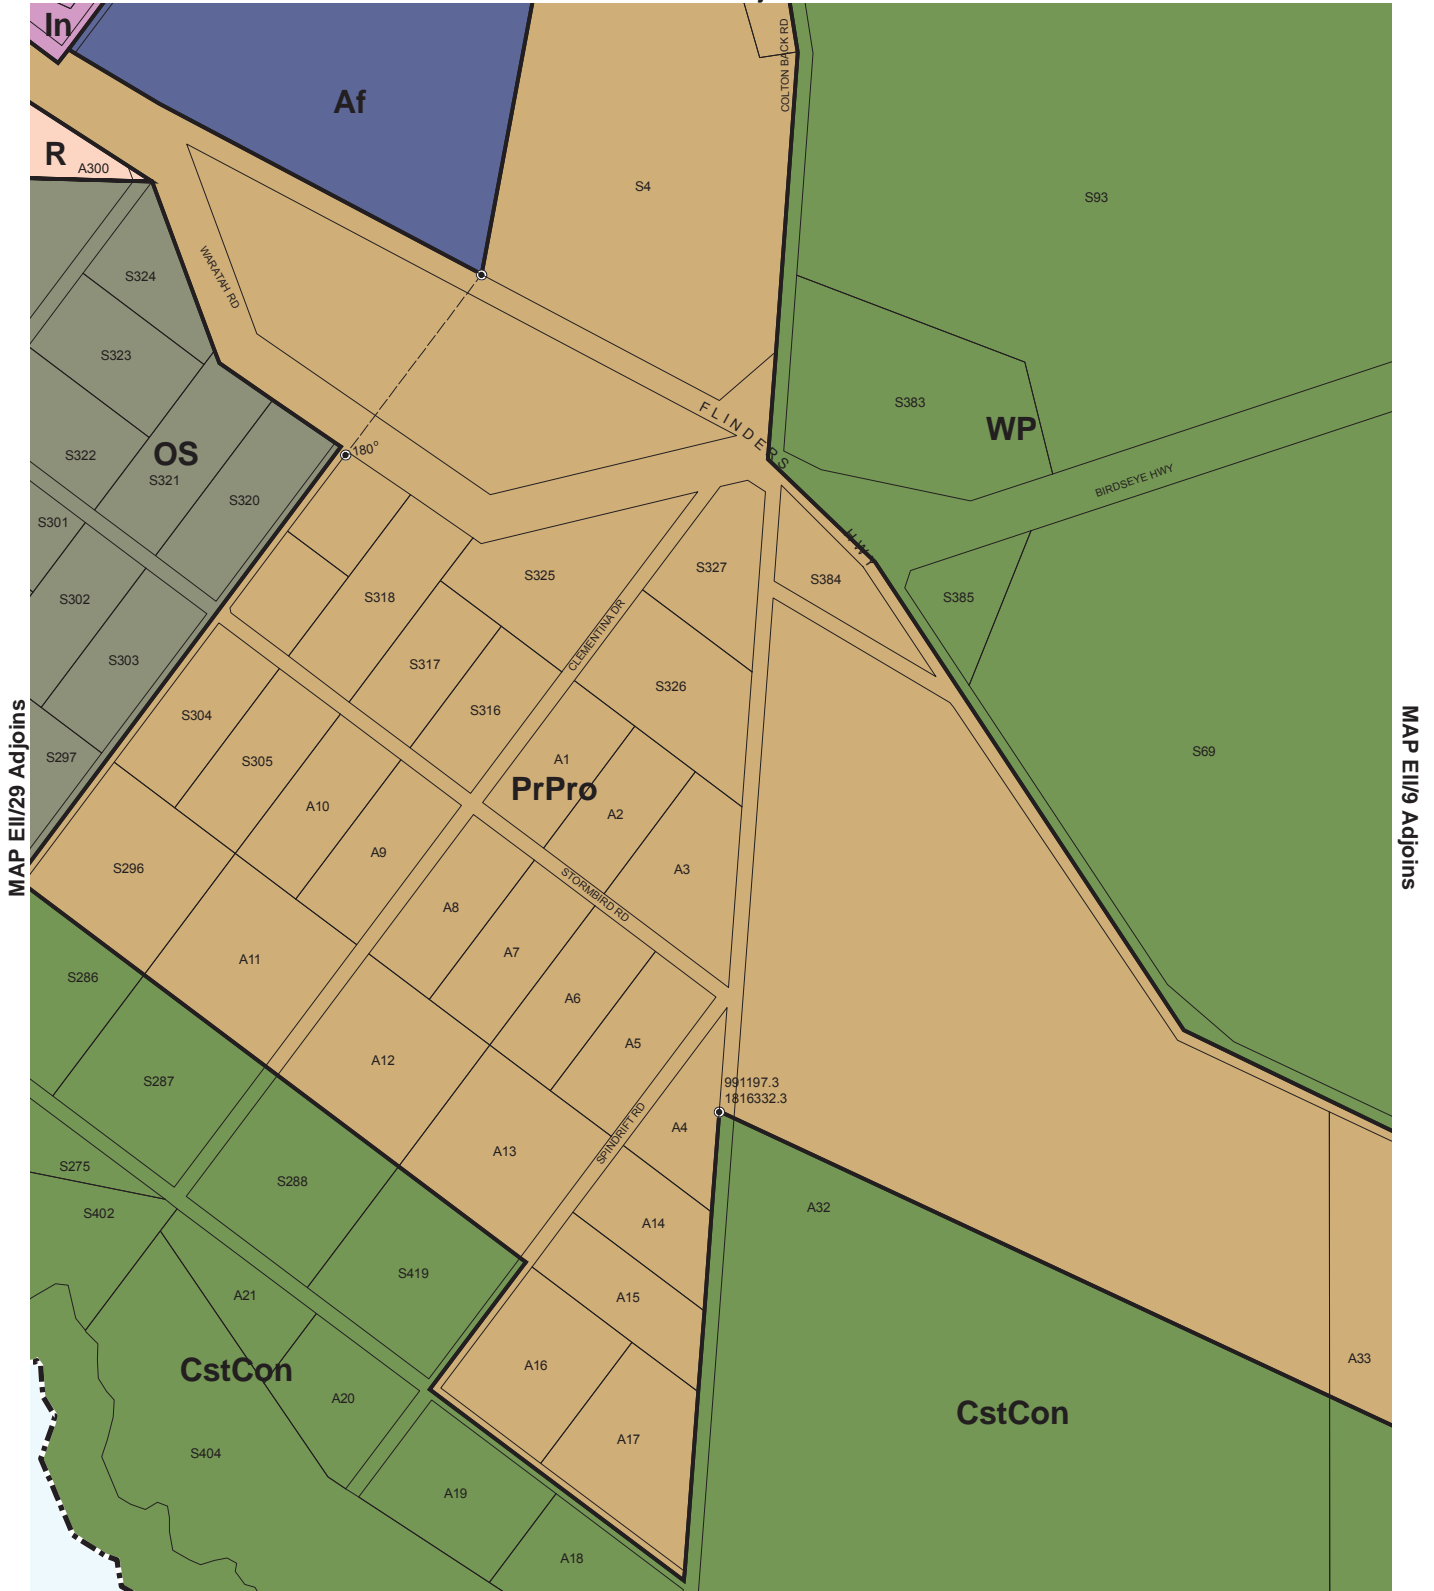 In
Af
COLTON BACK RD
R
A300
S4
S93
WARATAH RD
S324
S323
S383
WP
FLINDERS
HWY
BIRDSEYE HWY
180°
OS
S322
S321
S320
S301
S302
S303
S297
S325
S327
S384
S385
S318
CLEMENTINA DR
S317
S326
S316
S304
S305
A1
PrPro
A2
A10
A9
A3
S69
MAP Ell/29 Adjoins
MAP Ell/9 Adjoins
S296
STORMBIRD RD
A8
A7
A11
S286
A6
A5
A12
S287
991197.3
1816332.3
A4
SPINDRIFT RD
A13
S275
S288
S402
A32
A14
S419
A21
A15
A33
A16
CstCon
A20
CstCon
A17
S404
A19
A18